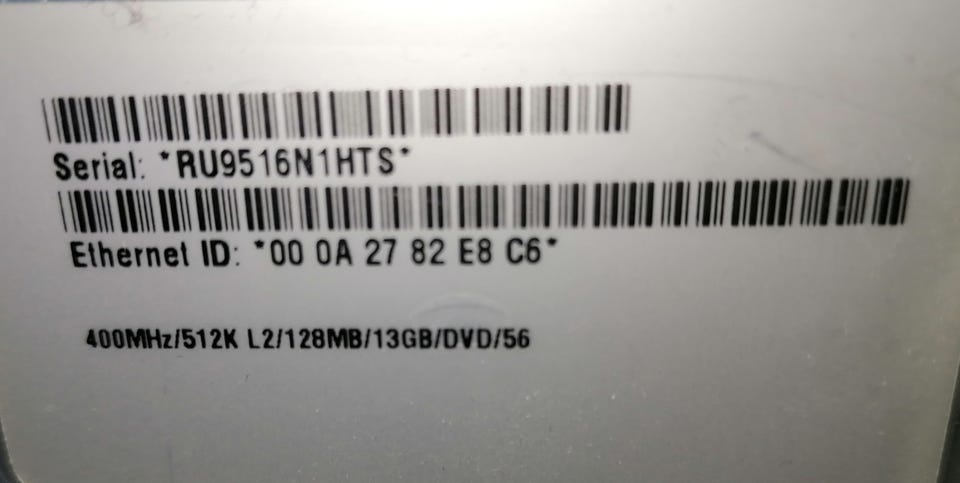 Serial: *RU9516N1HTS*
Ethernet ID: *00 0A 27 82 E8 C6*
400MHz/512K L2/128MB/13GB/DVD/56